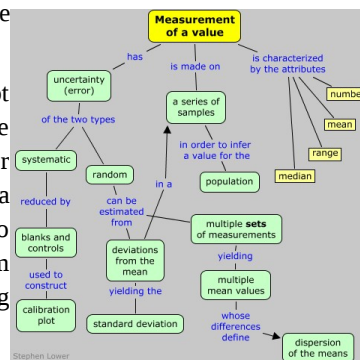 Measurement
of a value
has
is made on
is characterized
by the attributes
uncertainty
(error)
a series of
samples
mean
range
median
of the two types
in order to infer
a value for the
population
systematic
random
in a
reduced by
can be
estimated
from
multiple sets
of measurements
blanks and
controls
deviations
from the
mean
yielding
multiple
mean values
used to
construct
yielding the
calibration
plot
standard deviation
whose
differences
define
dispersion
of the means
Stephen Lower